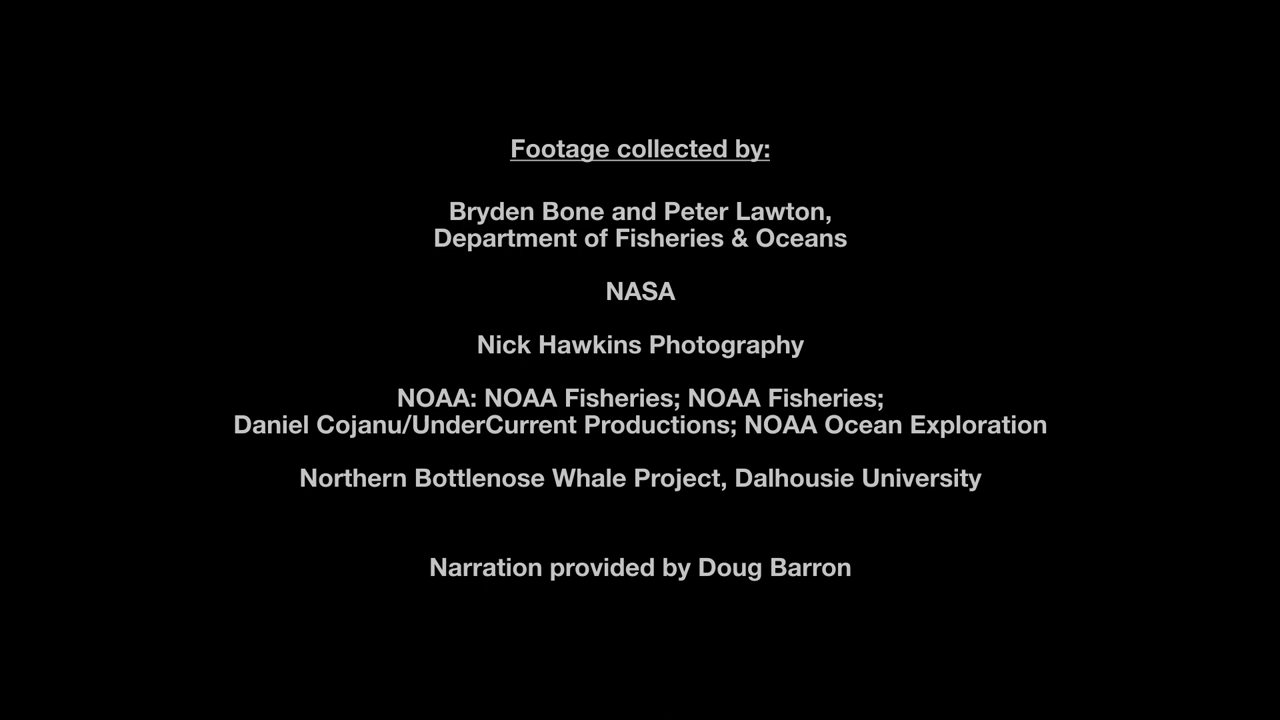 Footage collected by:
Bryden Bone and Peter Lawton,
Department of Fisheries & Oceans
NASA
Nick Hawkins Photography
NOAA: NOAA Fisheries; NOAA Fisheries;
Daniel Cojanu/UnderCurrent Productions; NOAA Ocean Exploration
Northern Bottlenose Whale Project, Dalhousie University
Narration provided by Doug Barron